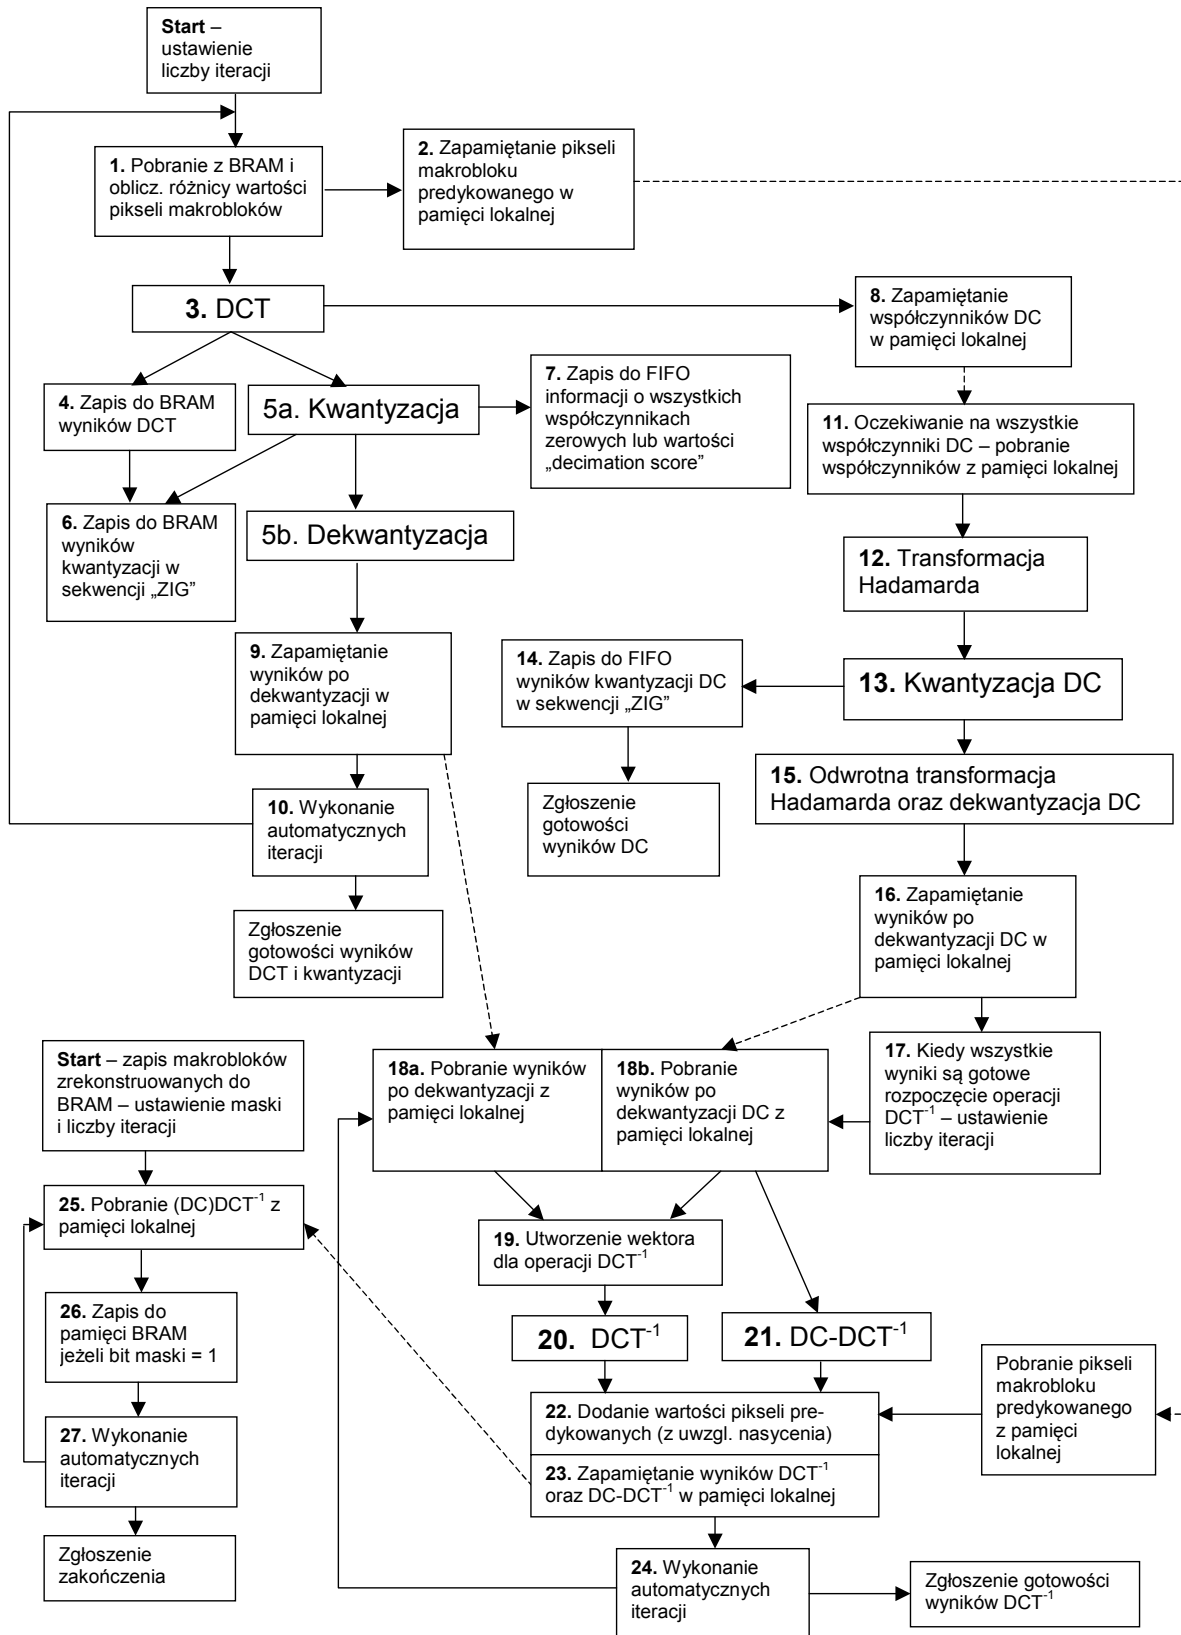 Start –
ustawienie
liczby iteracji
1. Pobranie z BRAM i
oblicz. różnicy wartości
pikseli makrobloków
2. Zapamiętanie pikseli
makrobloku
predykowanego w
pamięci lokalnej
3. DCT
8. Zapamiętanie
współczynników DC
w pamięci lokalnej
4. Zapis do BRAM
wyników DCT
5a. Kwantyzacja
7. Zapis do FIFO
informacji o wszystkich
współczynnikach
zerowych lub wartości
„decimation score”
11. Oczekiwanie na wszystkie
współczynniki DC – pobranie
współczynników z pamięci lokalnej
6. Zapis do BRAM
wyników
kwantyzacji w
sekwencji „ZIG”
5b. Dekwantyzacja
12. Transformacja
Hadamarda
9. Zapamiętanie
wyników po
dekwantyzacji w
pamięci lokalnej
14. Zapis do FIFO
wyników kwantyzacji DC
w sekwencji „ZIG”
13. Kwantyzacja DC
15. Odwrotna transformacja
Hadamarda oraz dekwantyzacja DC
10. Wykonanie
automatycznych
iteracji
Zgłoszenie
gotowości
wyników DC
16. Zapamiętanie
wyników po
dekwantyzacji DC w
pamięci lokalnej
Zgłoszenie
gotowości wyników
DCT i kwantyzacji
Start – zapis makrobloków
zrekonstruowanych do
BRAM – ustawienie maski
i liczby iteracji
18a. Pobranie wyników
po dekwantyzacji z
pamięci lokalnej
18b. Pobranie
wyników po
dekwantyzacji DC z
pamięci lokalnej
17. Kiedy wszystkie
wyniki są gotowe
rozpoczęcie operacji
DCT⁻¹ – ustawienie
liczby iteracji
25. Pobranie (DC)DCT⁻¹ z
pamięci lokalnej
19. Utworzenie wektora
dla operacji DCT⁻¹
26. Zapis do
pamięci BRAM
jeżeli bit maski = 1
20. DCT⁻¹
21. DC-DCT⁻¹
Pobranie pikseli
makrobloku
predykowanego
z pamięci
lokalnej
22. Dodanie wartości pikseli pre-
dykowanych (z uwzgl. nasycenia)
27. Wykonanie
automatycznych
iteracji
23. Zapamiętanie wyników DCT⁻¹
oraz DC-DCT⁻¹ w pamięci lokalnej
Zgłoszenie
zakończenia
24. Wykonanie
automatycznych
iteracji
Zgłoszenie gotowości
wyników DCT⁻¹